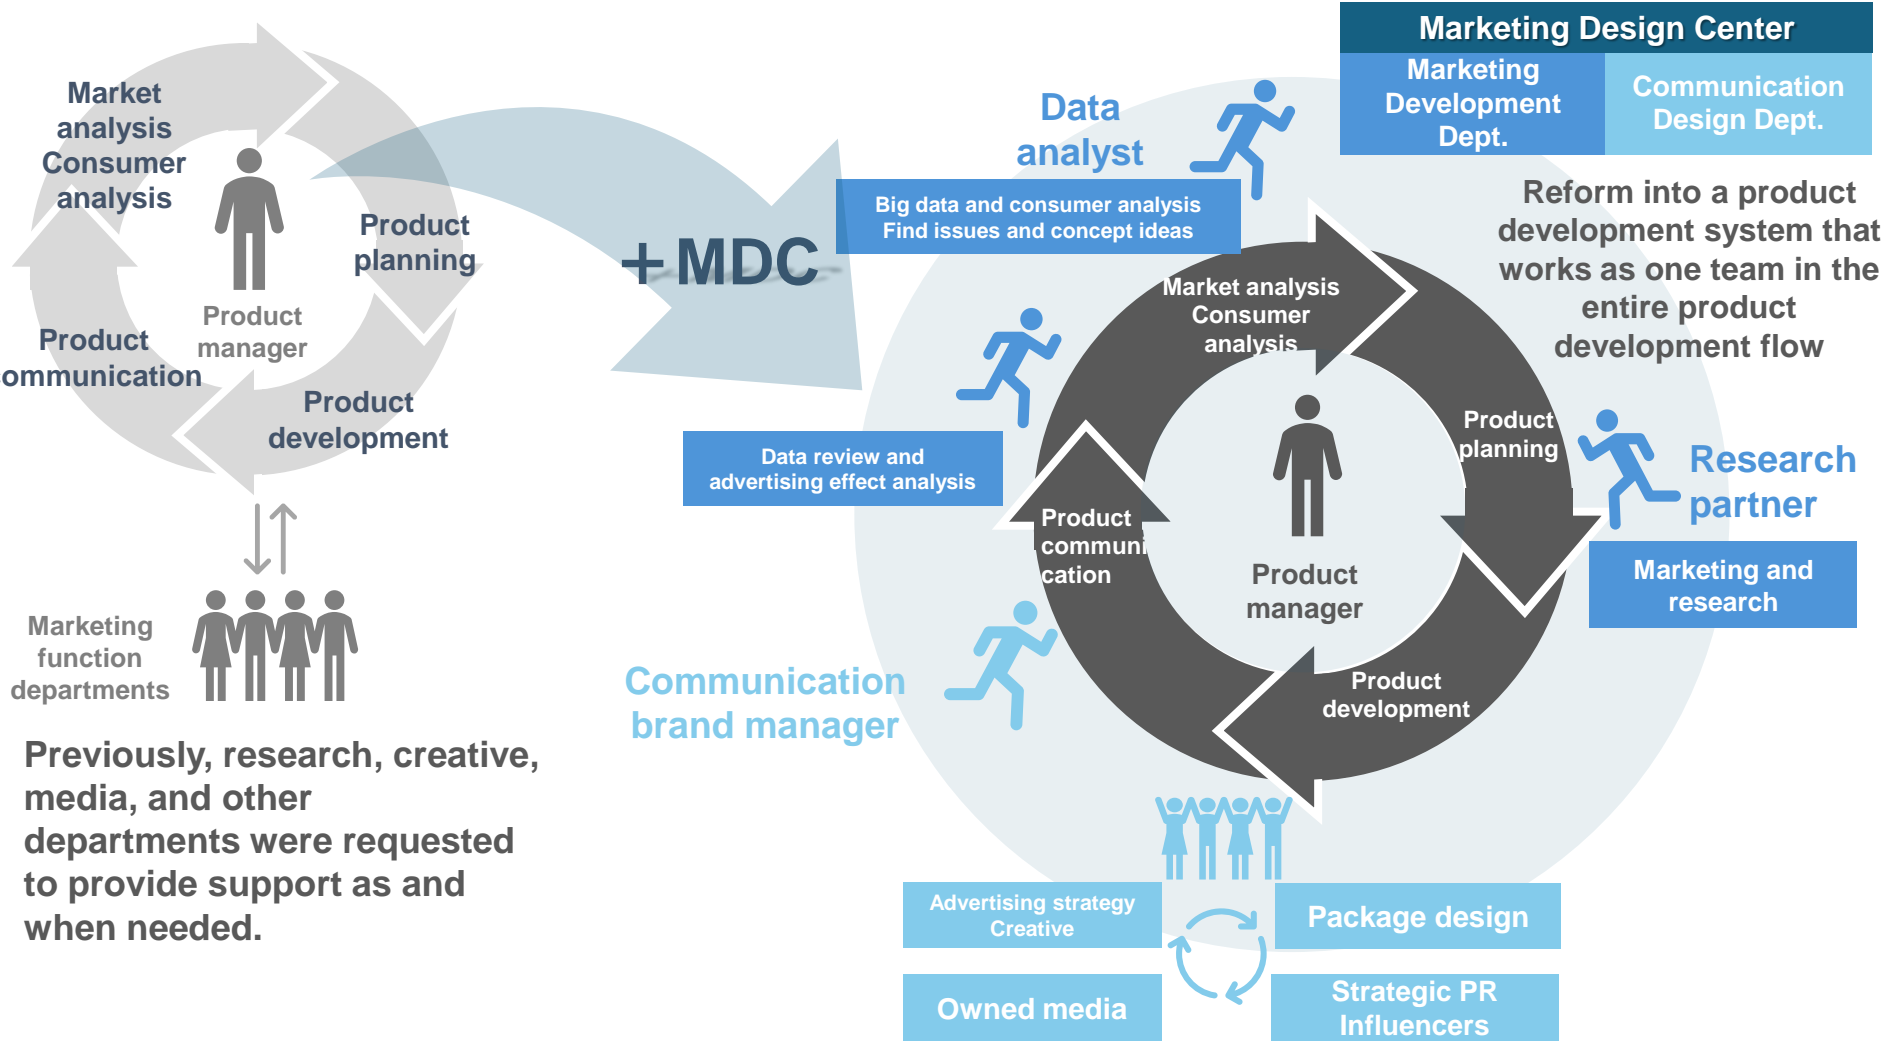 Market
analysis
Consumer
analysis
Product
planning
Product
manager
Product
communication
Product
development
Marketing
function
departments
Previously, research, creative,
media, and other
departments were requested
to provide support as and
when needed.
+MDC
Marketing Design Center
Marketing
Development
Dept.
Communication
Design Dept.
Data
analyst
Big data and consumer analysis
Find issues and concept ideas
Reform into a product
development system that
works as one team in the
entire product
development flow
Market analysis
Consumer
analysis
Product
planning
Data review and
advertising effect analysis
Research
partner
Marketing and
research
Product
communi
cation
Product
manager
Product
development
Communication
brand manager
Advertising strategy
Creative
Package design
Owned media
Strategic PR
Influencers